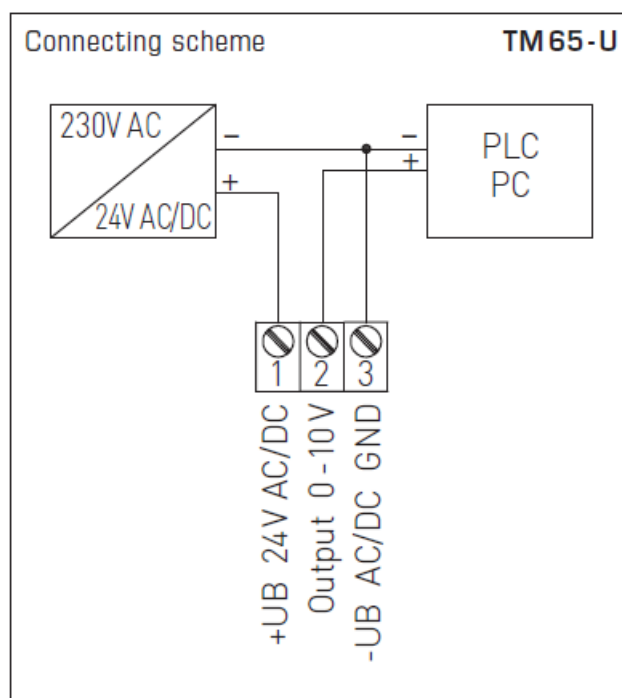 Connecting scheme TM65-U
230V AC
24V AC/DC
−
+
−
+
PLC
PC
1 2 3
+UB 24V AC/DC
Output 0-10V
-UB AC/DC GND